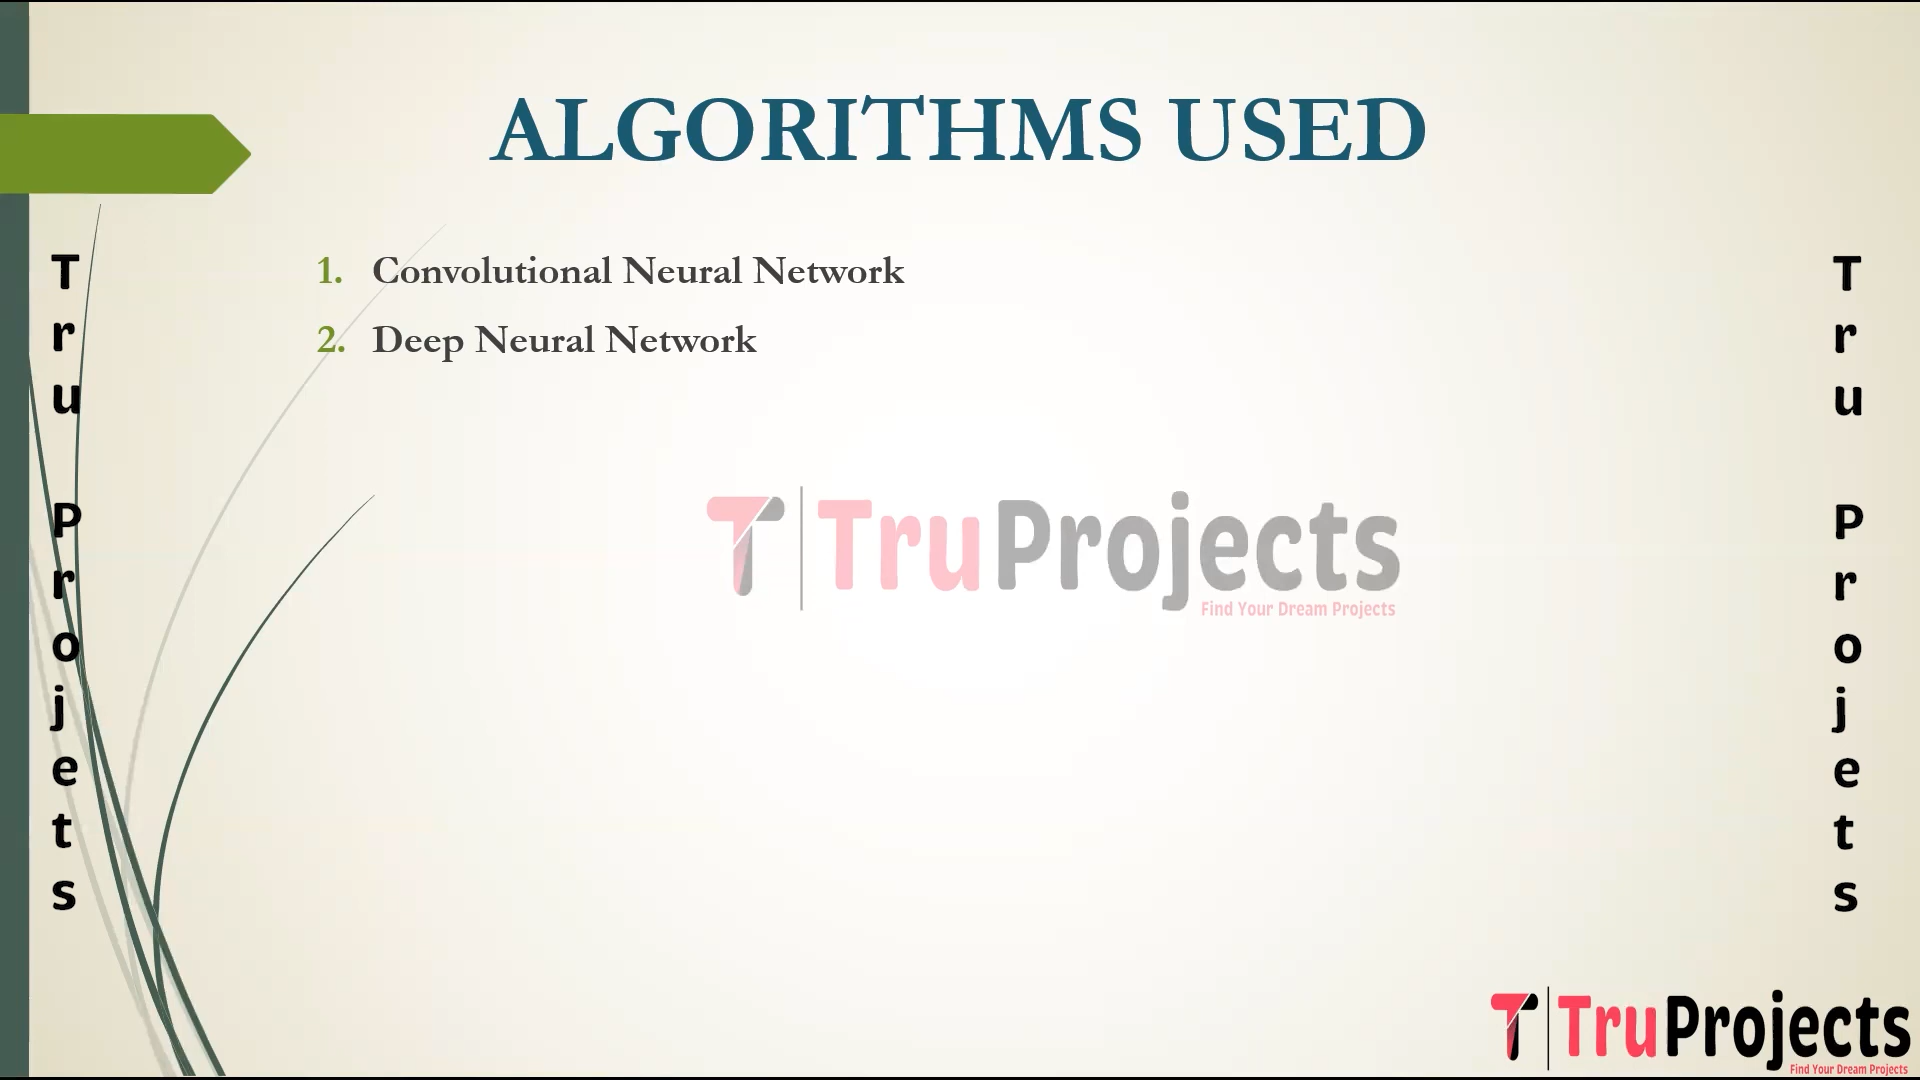 ALGORITHMS USED
1. Convolutional Neural Network
2. Deep Neural Network
Tru Projets
Tru Projets
TruProjects
Find Your Dream Projects
TruProjects
Find Your Dream Projects